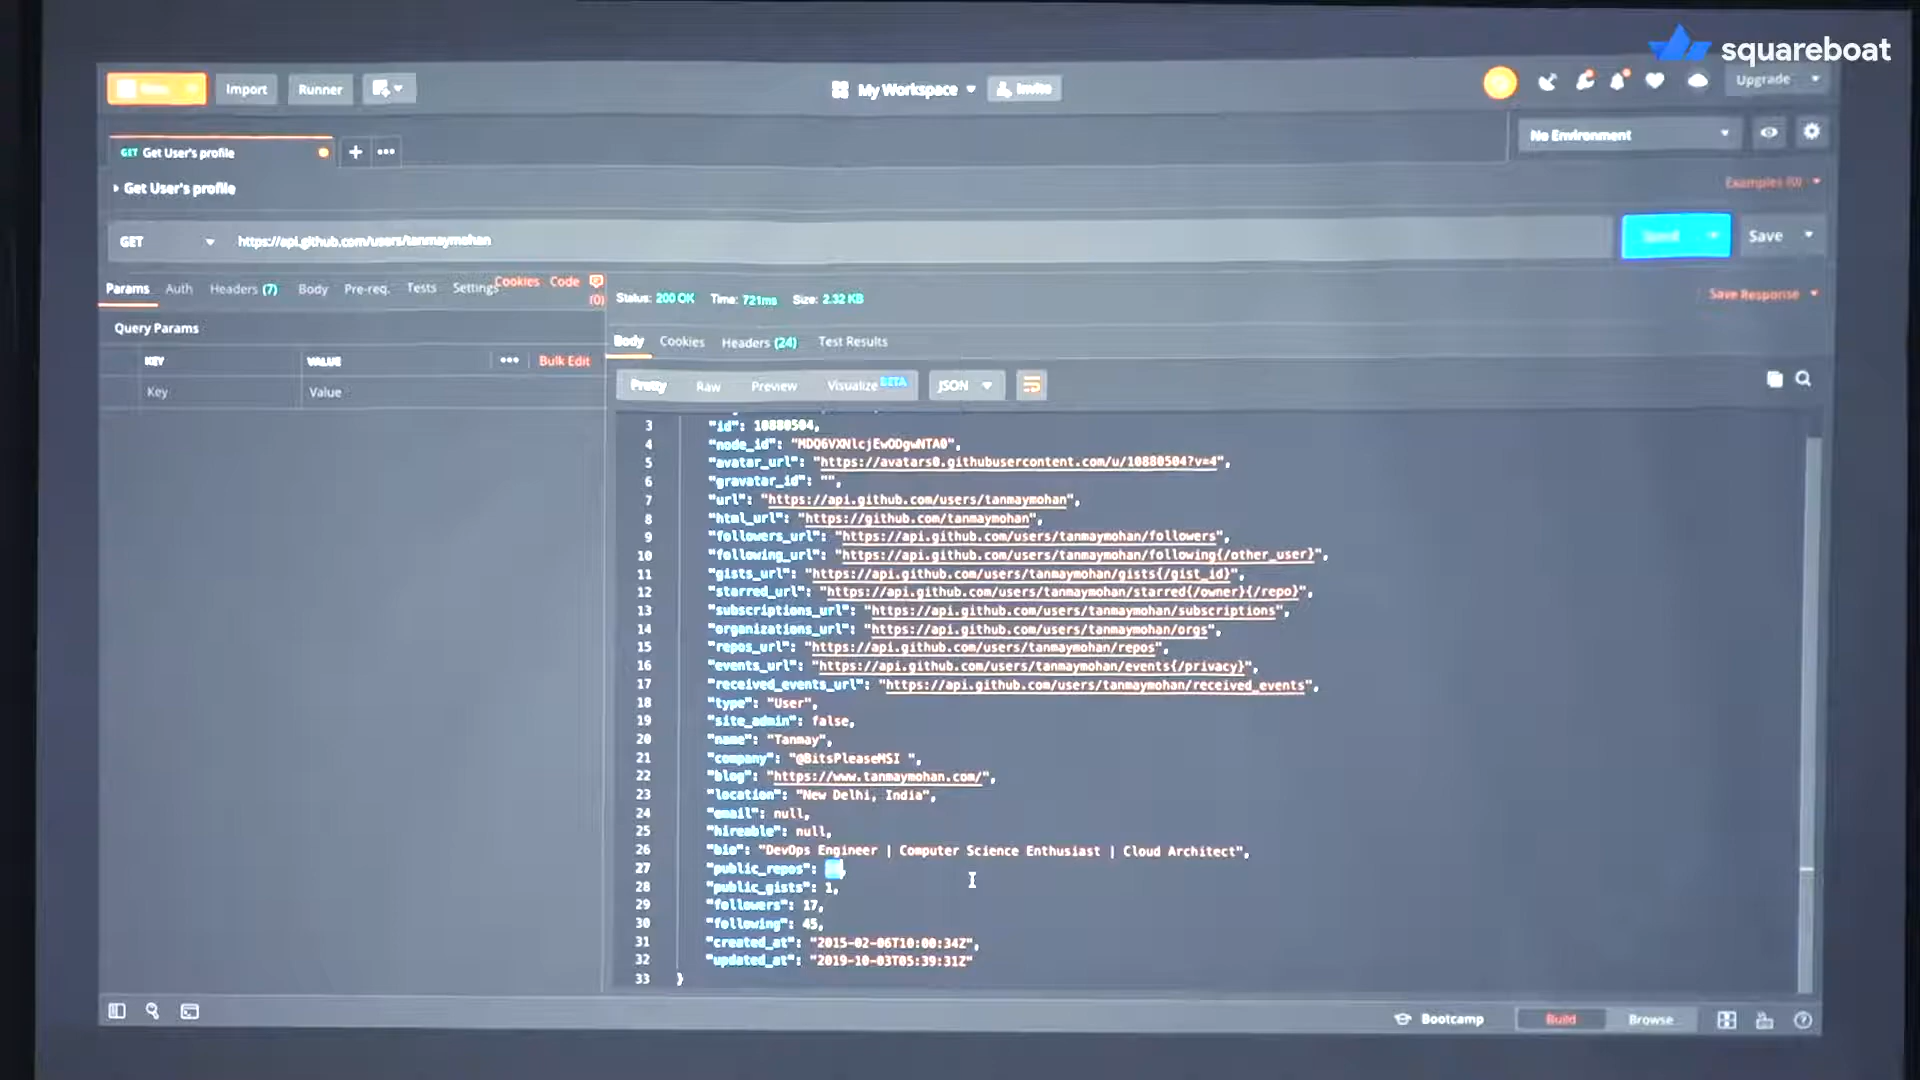 squareboat
Import
Runner
My Workspace
Invite
Upgrade
GET Get User's profile
No Environment
Get User's profile
Examples (0)
GET
https://api.github.com/users/tanmaymohan
Send
Save
Params
Auth
Headers (7)
Body
Pre-req.
Tests
Settings
Cookies
Code
(0)
Status: 200 OK Time: 721ms Size: 2.32 KB
Save Response
Query Params
Body
Cookies
Headers (24)
Test Results
KEY
VALUE
Bulk Edit
Key
Value
Pretty
Raw
Preview
Visualize BETA
JSON
3 "id": 10880504,
4 "node_id": "MDQ6VXNlcjEwODgwNTA0",
5 "avatar_url": "https://avatars0.githubusercontent.com/u/10880504?v=4",
6 "gravatar_id": "",
7 "url": "https://api.github.com/users/tanmaymohan",
8 "html_url": "https://github.com/tanmaymohan",
9 "followers_url": "https://api.github.com/users/tanmaymohan/followers",
10 "following_url": "https://api.github.com/users/tanmaymohan/following{/other_user}",
11 "gists_url": "https://api.github.com/users/tanmaymohan/gists{/gist_id}",
12 "starred_url": "https://api.github.com/users/tanmaymohan/starred{/owner}{/repo}",
13 "subscriptions_url": "https://api.github.com/users/tanmaymohan/subscriptions",
14 "organizations_url": "https://api.github.com/users/tanmaymohan/orgs",
15 "repos_url": "https://api.github.com/users/tanmaymohan/repos",
16 "events_url": "https://api.github.com/users/tanmaymohan/events{/privacy}",
17 "received_events_url": "https://api.github.com/users/tanmaymohan/received_events",
18 "type": "User",
19 "site_admin": false,
20 "name": "Tanmay",
21 "company": "@BitsPleaseMSI ",
22 "blog": "https://www.tanmaymohan.com/",
23 "location": "New Delhi, India",
24 "email": null,
25 "hireable": null,
26 "bio": "DevOps Engineer | Computer Science Enthusiast | Cloud Architect",
27 "public_repos": ,
28 "public_gists": 1,
29 "followers": 17,
30 "following": 45,
31 "created_at": "2015-02-06T10:00:34Z",
32 "updated_at": "2019-10-03T05:39:31Z"
33 }
Bootcamp
Build
Browse